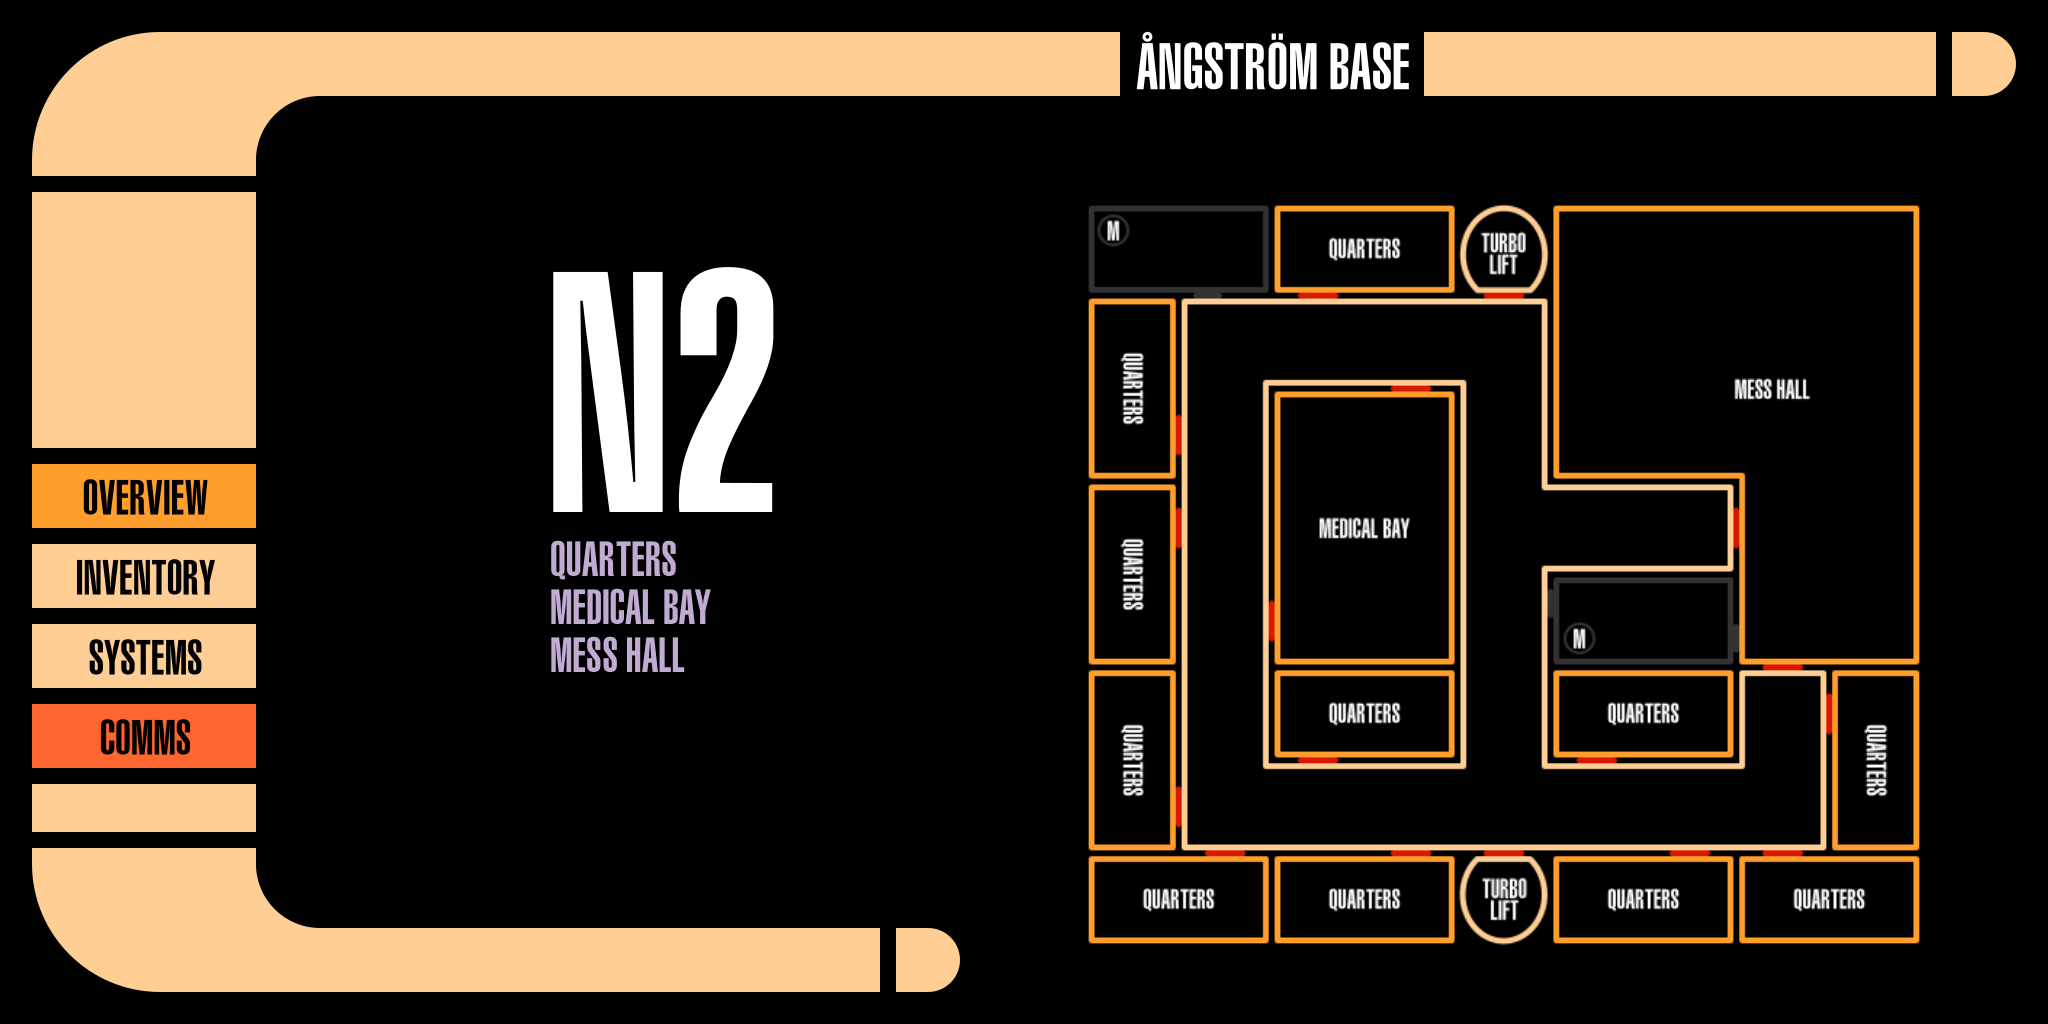 ÅNGSTRÖM BASE
OVERVIEW
INVENTORY
SYSTEMS
COMMS
N2
QUARTERS
MEDICAL BAY
MESS HALL
M
QUARTERS
TURBO
LIFT
MESS HALL
QUARTERS
QUARTERS
MEDICAL BAY
M
QUARTERS
QUARTERS
QUARTERS
QUARTERS
QUARTERS
QUARTERS
TURBO
LIFT
QUARTERS
QUARTERS